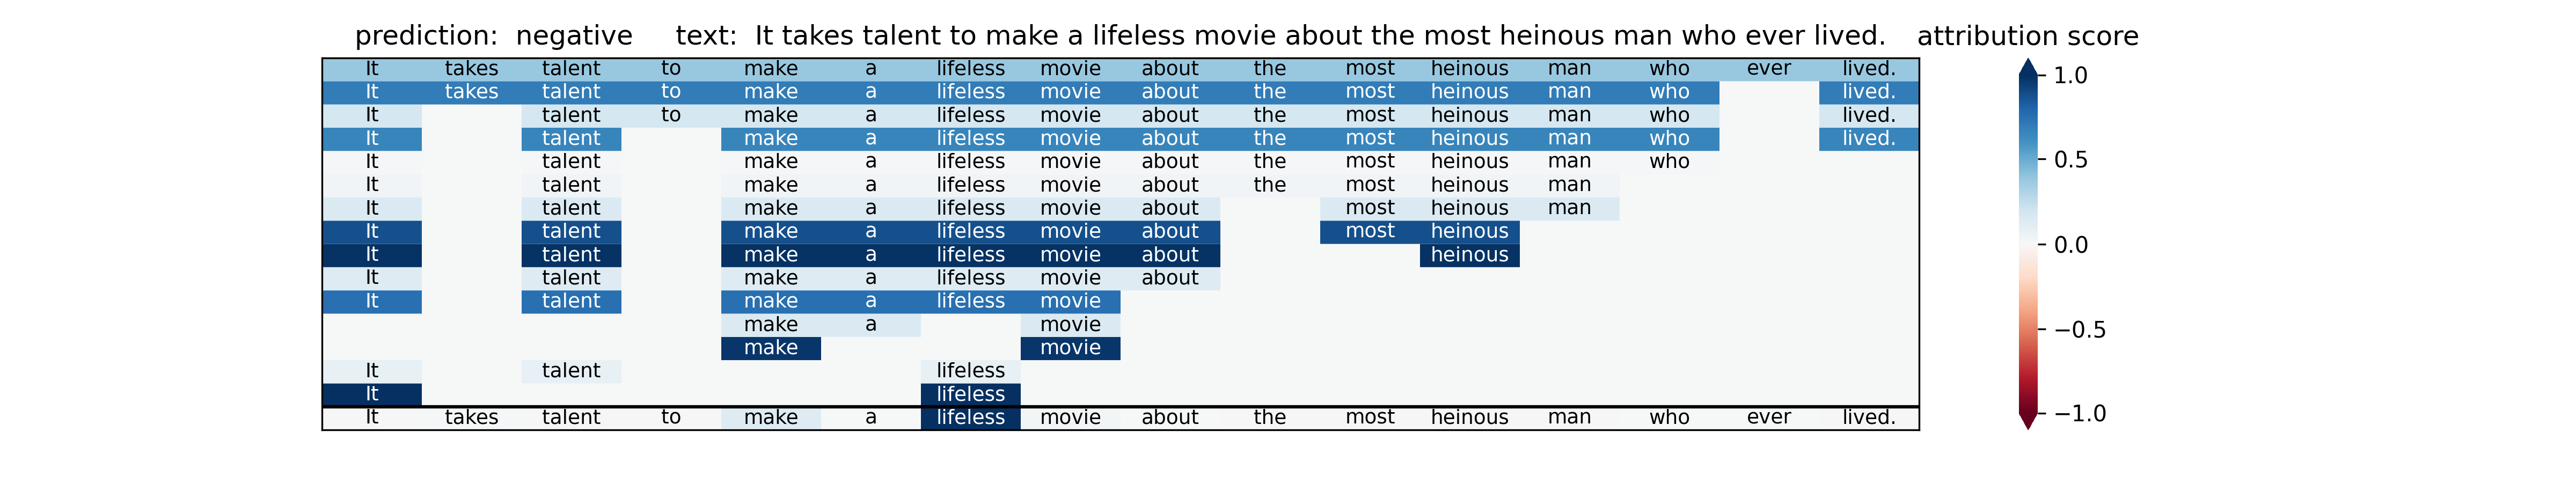 prediction: negative text: It takes talent to make a lifeless movie about the most heinous man who ever lived. attribution score
It takes talent to make a lifeless movie about the most heinous man who ever lived.
It takes talent to make a lifeless movie about the most heinous man who lived.
It talent to make a lifeless movie about the most heinous man who lived.
It talent make a lifeless movie about the most heinous man who lived.
It talent make a lifeless movie about the most heinous man who
It talent make a lifeless movie about the most heinous man
It talent make a lifeless movie about most heinous man
It talent make a lifeless movie about most heinous
It talent make a lifeless movie about heinous
It talent make a lifeless movie about
It talent make a lifeless movie
make a movie
make movie
It talent lifeless
It lifeless
It takes talent to make a lifeless movie about the most heinous man who ever lived.
1.0
0.5
0.0
−0.5
−1.0